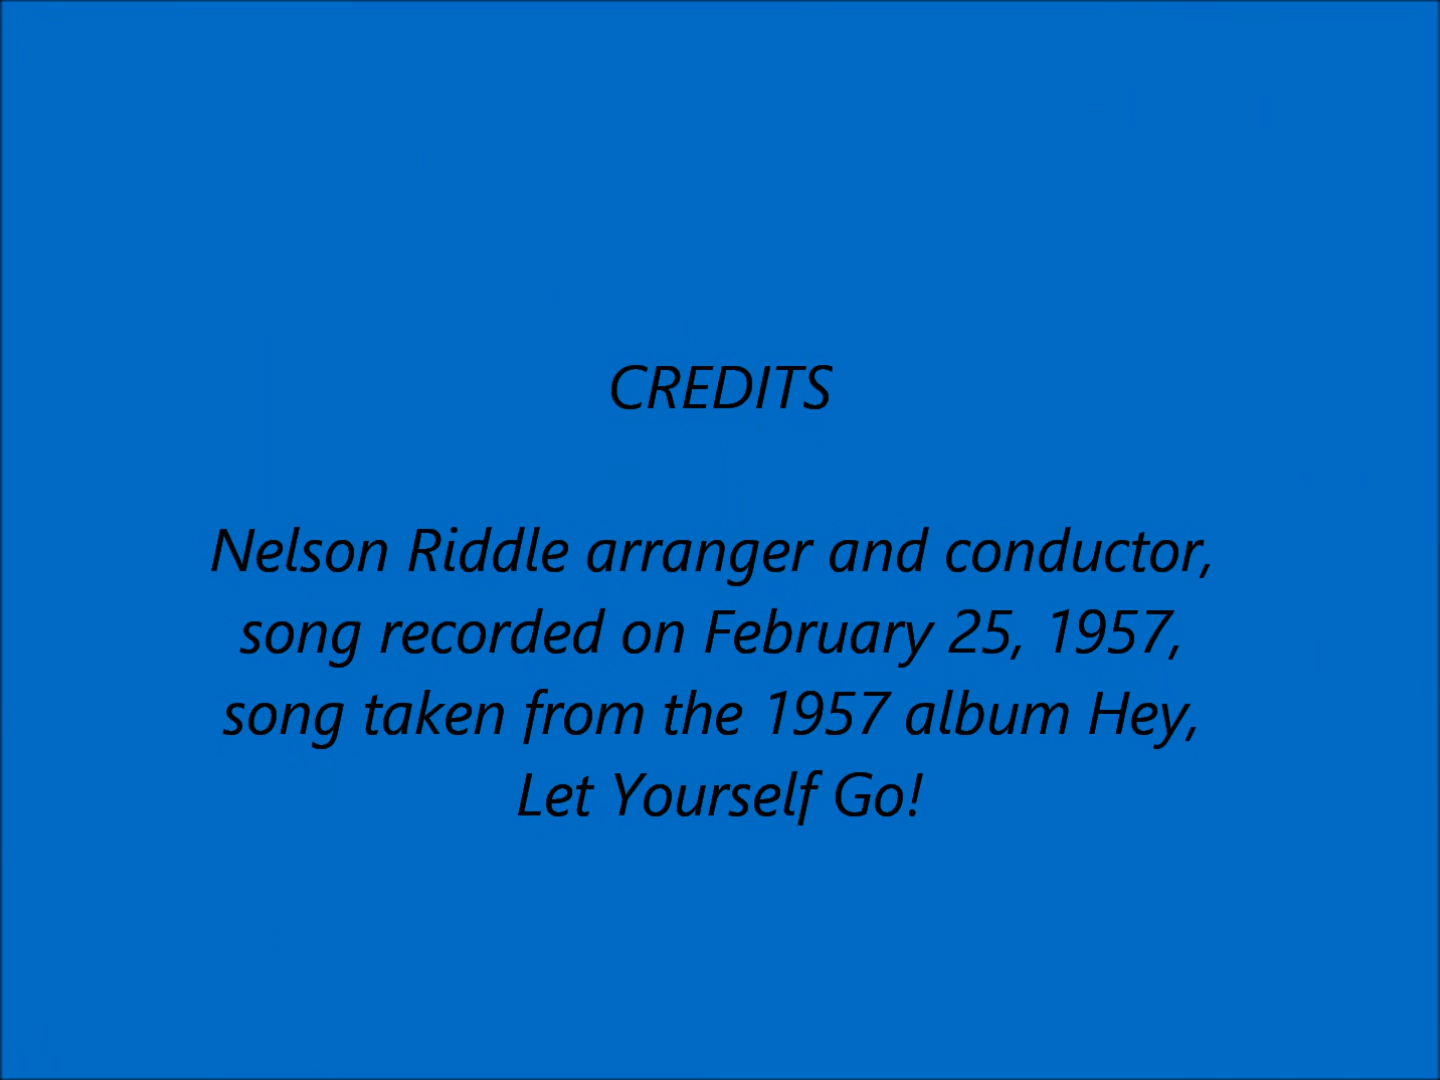 CREDITS
Nelson Riddle arranger and conductor,
song recorded on February 25, 1957,
song taken from the 1957 album Hey,
Let Yourself Go!